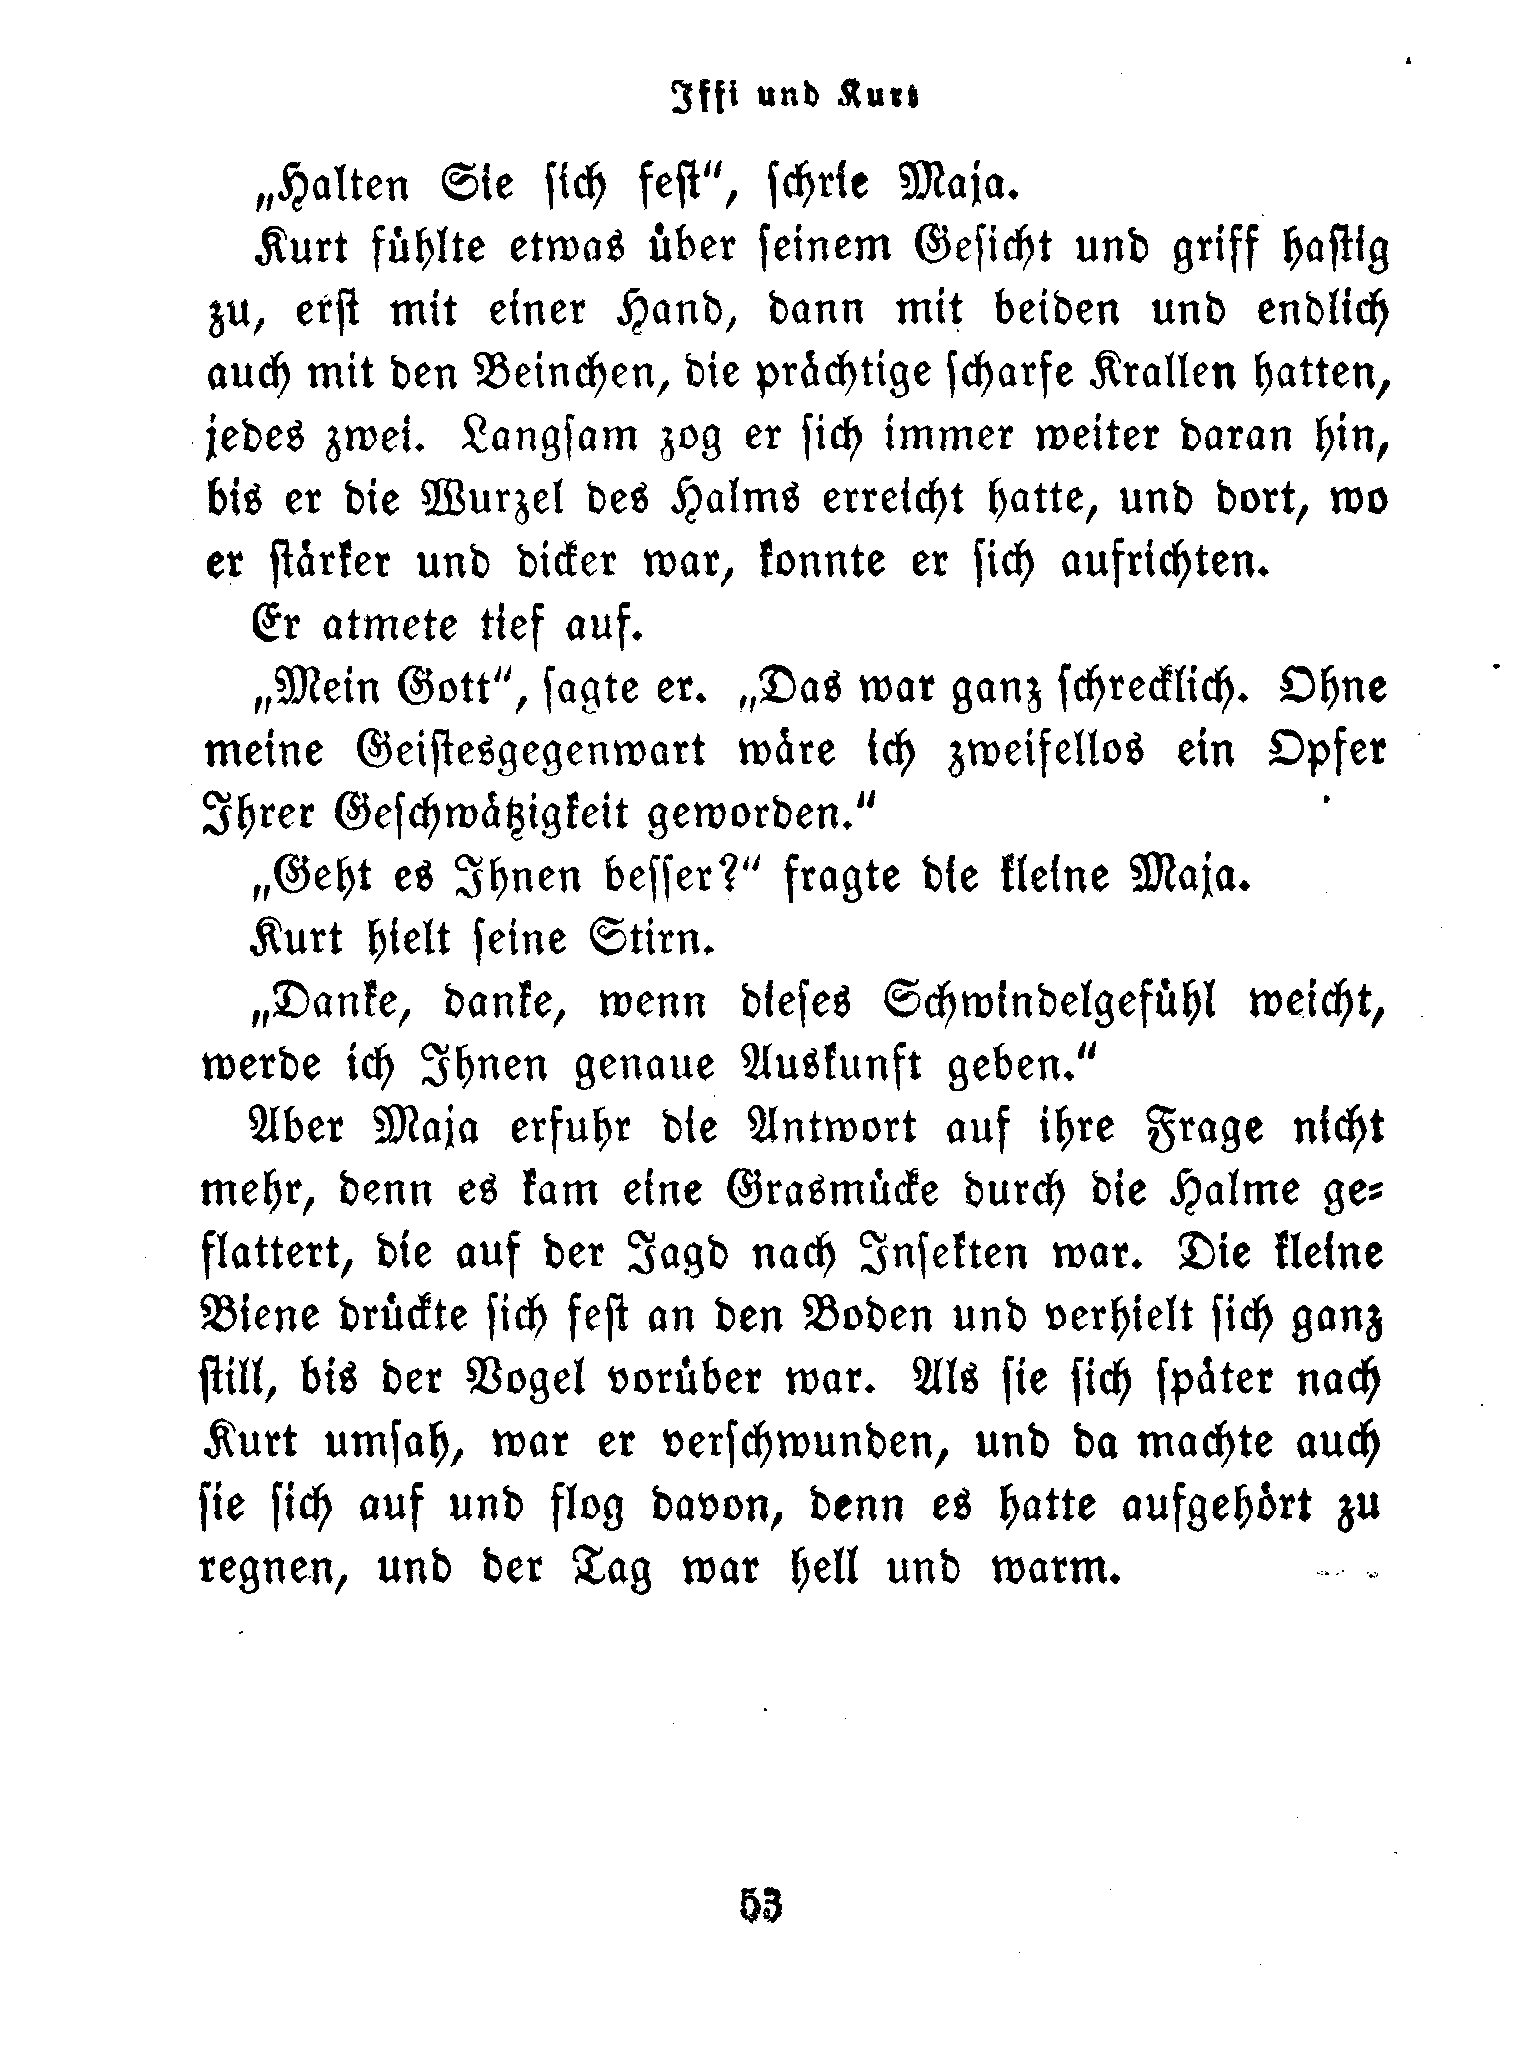 Iffi und Kurt
„Halten Sie sich fest“, schrie Maja.
Kurt fühlte etwas über seinem Gesicht und griff hastig
zu, erst mit einer Hand, dann mit beiden und endlich
auch mit den Beinchen, die prächtige scharfe Krallen hatten,
jedes zwei. Langsam zog er sich immer weiter daran hin,
bis er die Wurzel des Halms erreicht hatte, und dort, wo
er stärker und dicker war, konnte er sich aufrichten.
Er atmete tief auf.
„Mein Gott“, sagte er. „Das war ganz schrecklich. Ohne
meine Geistesgegenwart wäre ich zweifellos ein Opfer
Ihrer Geschwätzigkeit geworden.“
„Geht es Ihnen besser?“ fragte die kleine Maja.
Kurt hielt seine Stirn.
„Danke, danke, wenn dieses Schwindelgefühl weicht,
werde ich Ihnen genaue Auskunft geben.“
Aber Maja erfuhr die Antwort auf ihre Frage nicht
mehr, denn es kam eine Grasmücke durch die Halme ge-
flattert, die auf der Jagd nach Insekten war. Die kleine
Biene drückte sich fest an den Boden und verhielt sich ganz
still, bis der Vogel vorüber war. Als sie sich später nach
Kurt umsah, war er verschwunden, und da machte auch
sie sich auf und flog davon, denn es hatte aufgehört zu
regnen, und der Tag war hell und warm.
53